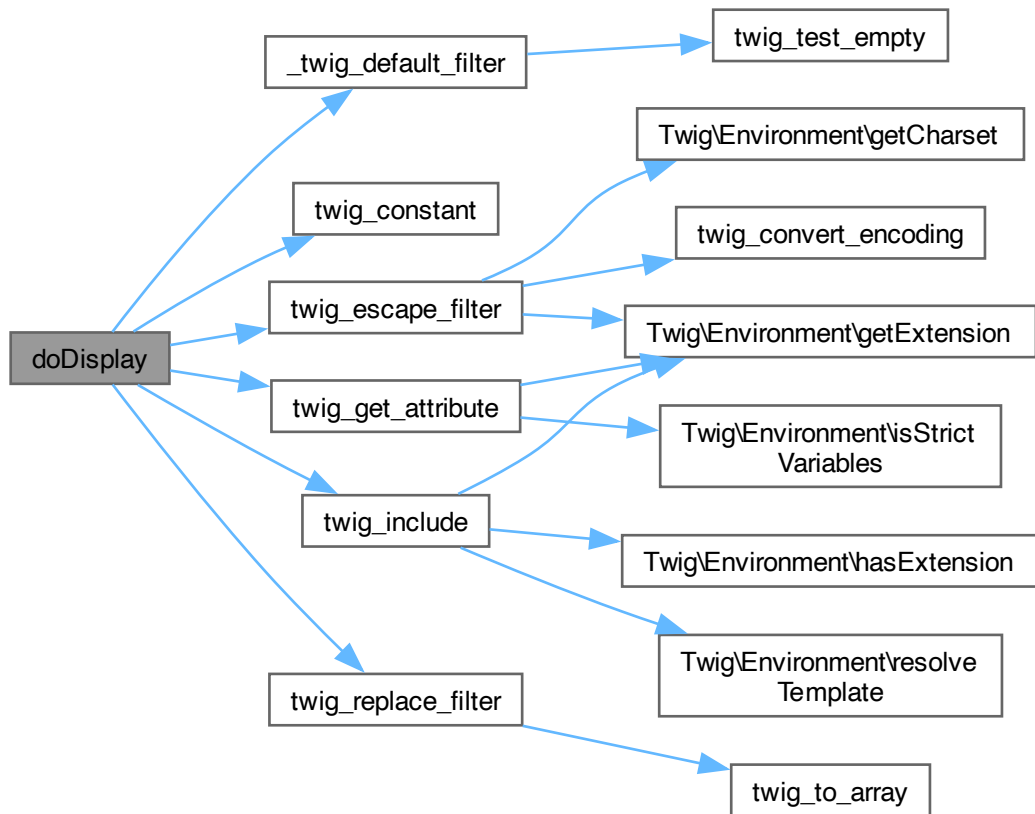 _twig_default_filter
twig_test_empty
Twig\Environment\getCharset
twig_constant
twig_convert_encoding
twig_escape_filter
Twig\Environment\getExtension
doDisplay
twig_get_attribute
Twig\Environment\isStrict
Variables
twig_include
Twig\Environment\hasExtension
Twig\Environment\resolve
Template
twig_replace_filter
twig_to_array